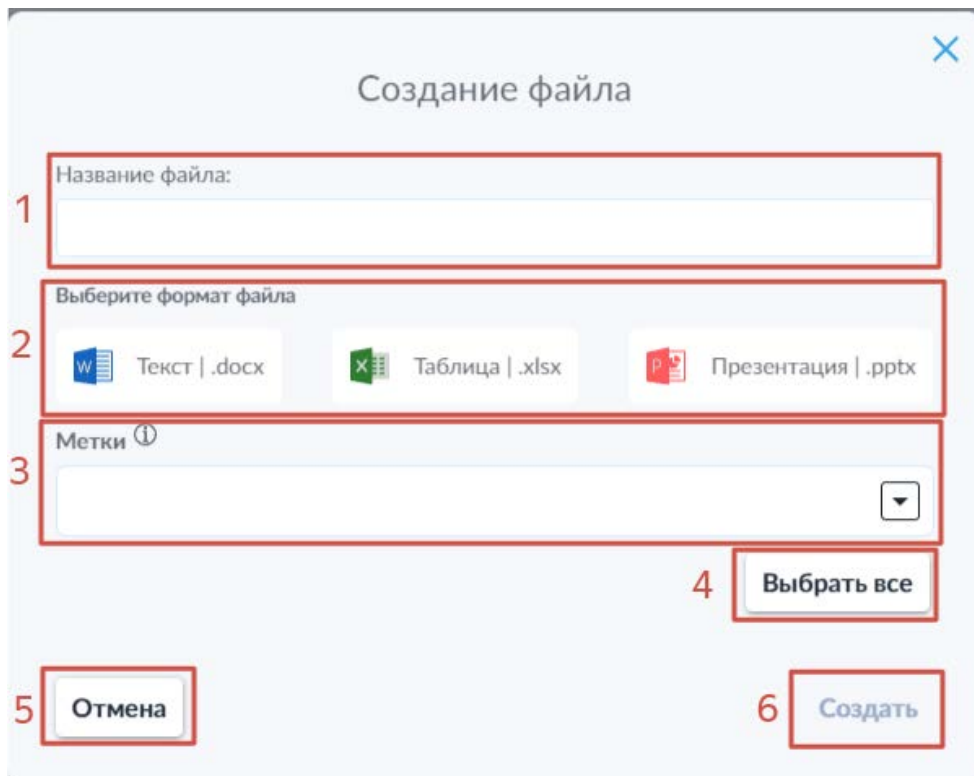 Создание файла
1
Название файла:
2
Выберите формат файла
Текст | .docx Таблица | .xlsx Презентация | .pptx
3
Метки
4 Выбрать все
5 Отмена 6 Создать